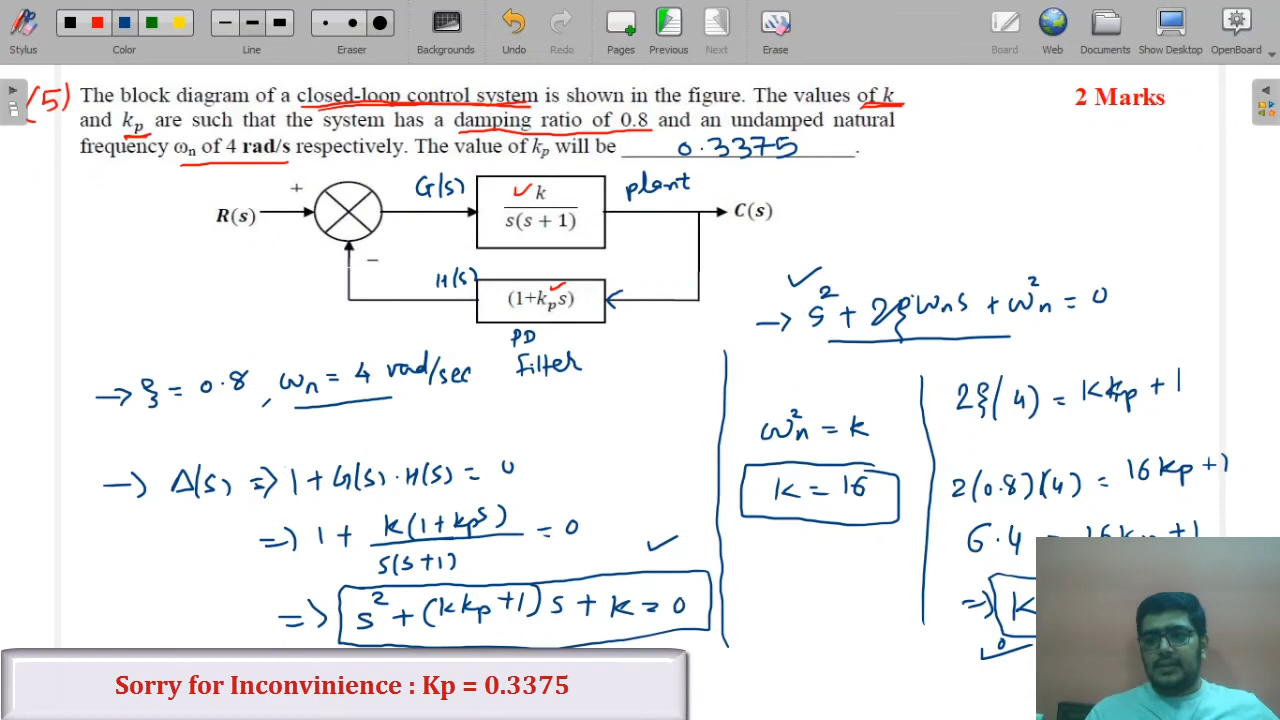 Stylus Color Line Eraser Backgrounds Undo Redo Pages Previous Next Erase Board Web Documents Show Desktop OpenBoard
(5) The block diagram of a closed-loop control system is shown in the figure. The values of k
2 Marks
and kₚ are such that the system has a damping ratio of 0.8 and an undamped natural
frequency ωₙ of 4 rad/s respectively. The value of kₚ will be 0.3375.
+ G(s) k plant
R(s) s(s + 1) C(s)
−
H(s) (1+kₚs)
PD
filter
→ s² + 2ξωₙs + ωₙ² = 0
→ ξ = 0.8, ωₙ = 4 rad/sec
→ Δ(s) ⇒ 1 + G(s)·H(s) = 0
⇒ 1 + k(1+kₚs) / s(s+1) = 0
⇒ s² + (kkₚ+1)s + k = 0
ωₙ² = k
k = 16
2ξ(4) = kkₚ + 1
2(0.8)(4) = 16kₚ+1
6.4 = 16kₚ+1
⇒ k
Sorry for Inconvinience : Kp = 0.3375